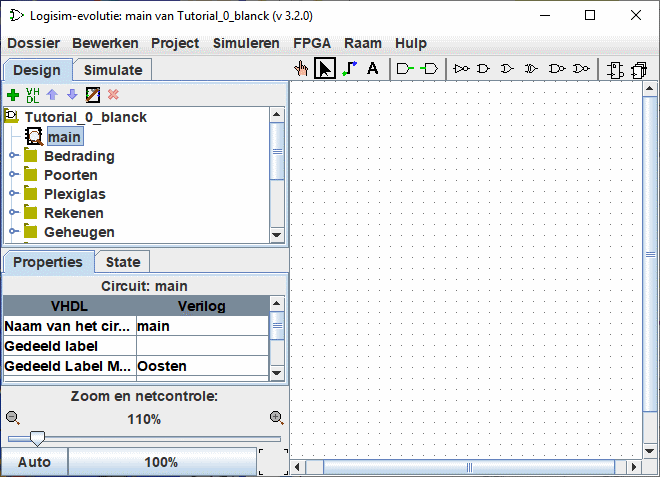 Logisim-evolutie: main van Tutorial_0_blanck (v 3.2.0)
Dossier Bewerken Project Simuleren FPGA Raam Hulp
Design Simulate
A
VH
DL
Tutorial_0_blanck
main
Bedrading
Poorten
Plexiglas
Rekenen
Geheugen
Properties State
Circuit: main
VHDL Verilog
Naam van het cir... main
Gedeeld label
Gedeeld Label M... Oosten
Zoom en netcontrole:
110%
Auto 100%